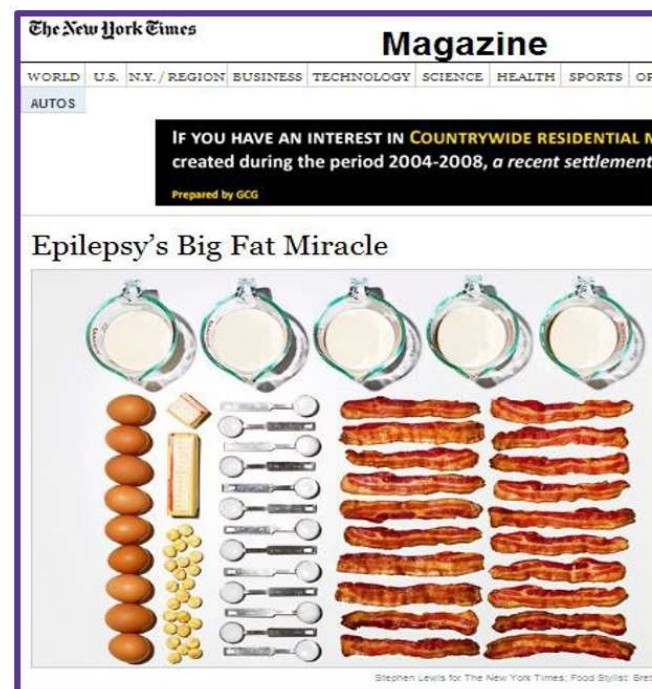 The New York Times
Magazine
WORLD U.S. N.Y. / REGION BUSINESS TECHNOLOGY SCIENCE HEALTH SPORTS
AUTOS
IF YOU HAVE AN INTEREST IN COUNTRYWIDE RESIDENTIAL
created during the period 2004-2008, a recent settlement
Prepared by GCG
Epilepsy's Big Fat Miracle
Stephen Lewis for The New York Times; Food Stylist: